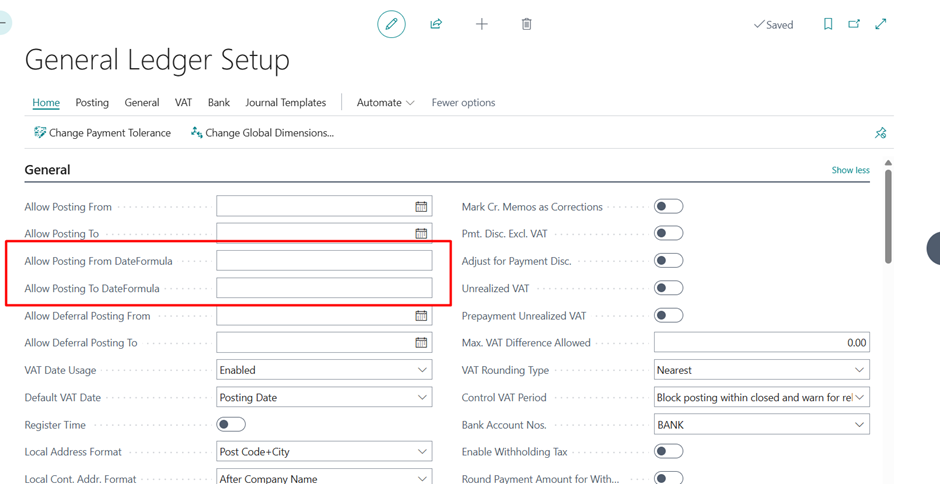 Saved
General Ledger Setup
Home Posting General VAT Bank Journal Templates Automate Fewer options
Change Payment Tolerance Change Global Dimensions...
General
Show less
Allow Posting From
Allow Posting To
Allow Posting From DateFormula
Allow Posting To DateFormula
Allow Deferral Posting From
Allow Deferral Posting To
VAT Date Usage Enabled
Default VAT Date Posting Date
Register Time
Local Address Format Post Code+City
Local Cont. Addr. Format After Company Name
Mark Cr. Memos as Corrections
Pmt. Disc. Excl. VAT
Adjust for Payment Disc.
Unrealized VAT
Prepayment Unrealized VAT
Max. VAT Difference Allowed 0.00
VAT Rounding Type Nearest
Control VAT Period Block posting within closed and warn for rel
Bank Account Nos. BANK
Enable Withholding Tax
Round Payment Amount for With...